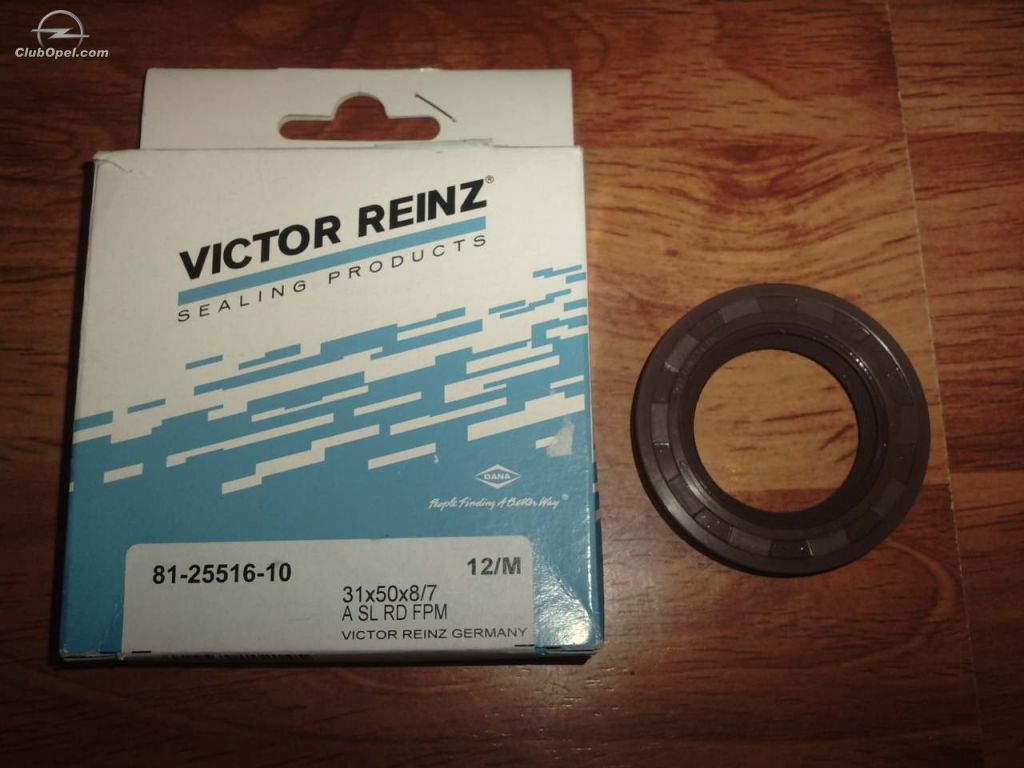 ClubOpel.com
VICTOR REINZ®
SEALING PRODUCTS
DANA
People Finding A Better Way®
81-25516-10 12/M
31x50x8/7
A SL RD FPM
VICTOR REINZ GERMANY